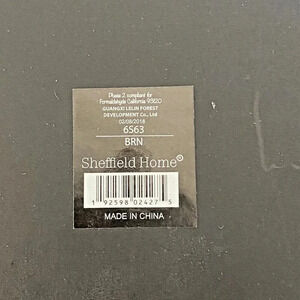 Phase 2 compliant for
Formaldehyde California 93120
GUANGXI LELIN FOREST
DEVELOPMENT Co., Ltd
02/08/2018
6563
BRN
Sheffield Home®
1 92598 02427 5
MADE IN CHINA